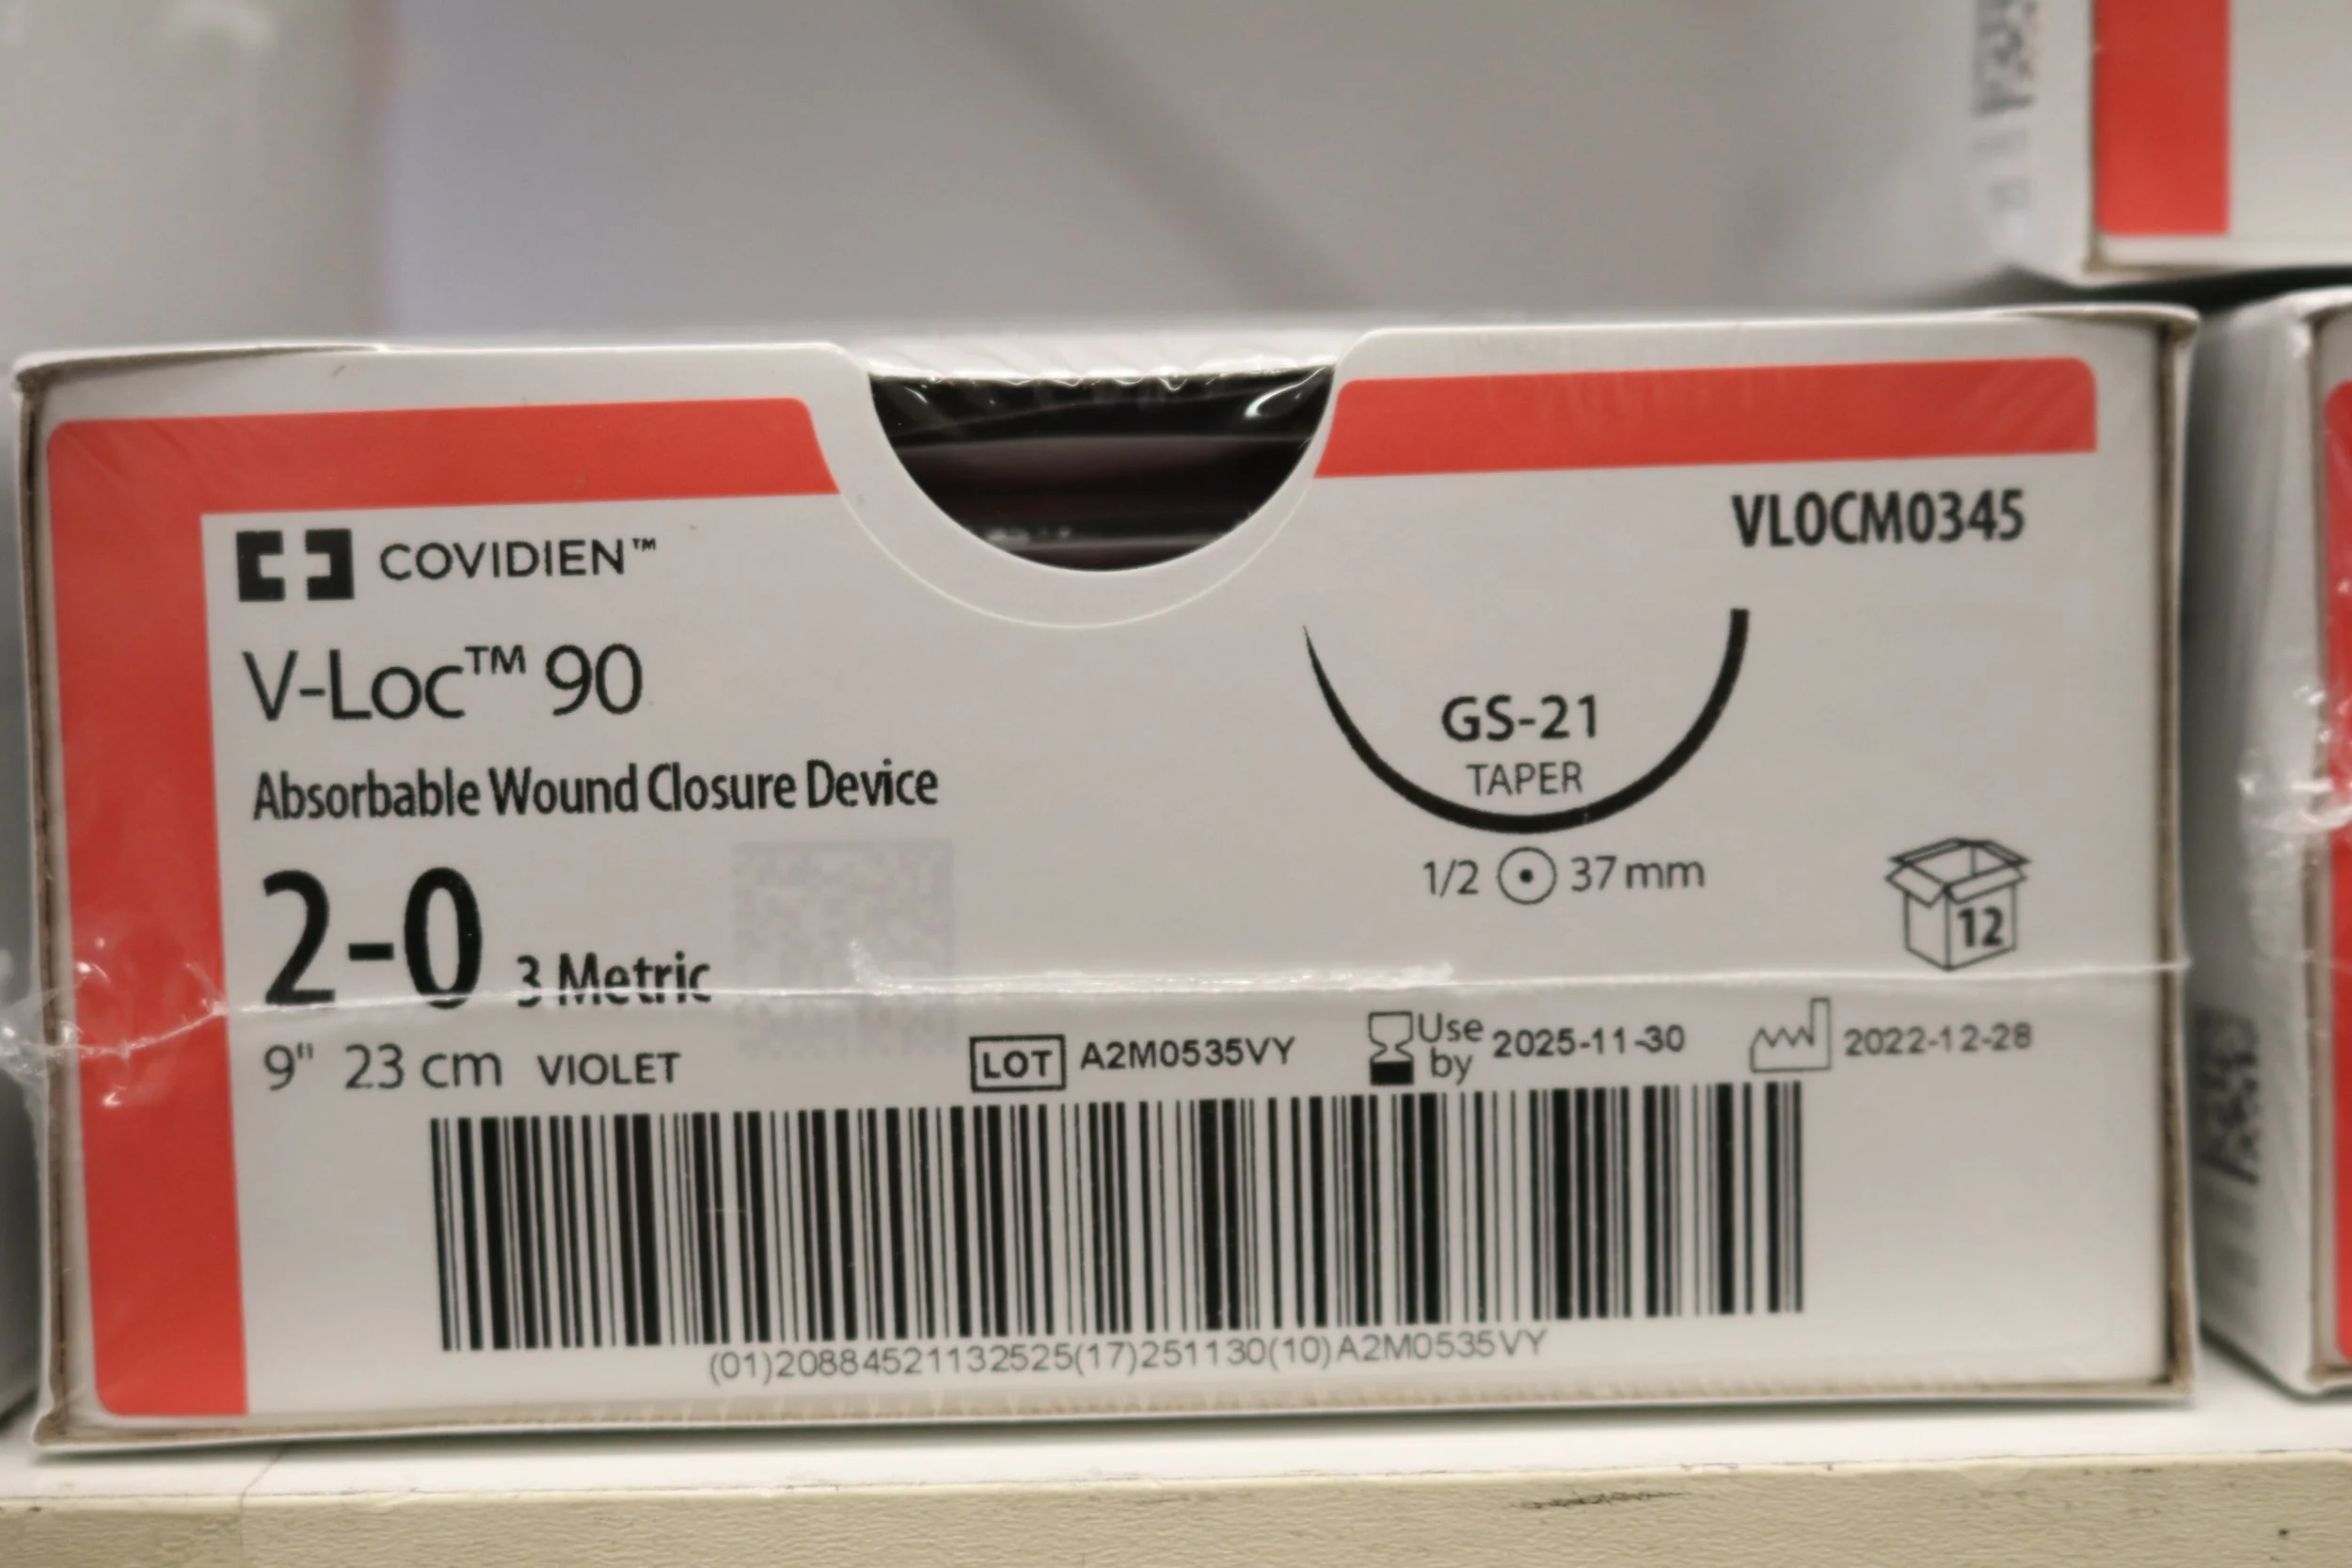 COVIDIEN™
VLOCM0345
V-Loc™ 90
GS-21
TAPER
Absorbable Wound Closure Device
1/2 37 mm
2-0 3 Metric
12
9" 23 cm VIOLET
LOT A2M0535VY
Use by 2025-11-30
2022-12-28
(01)20884521132525(17)251130(10)A2M0535VY